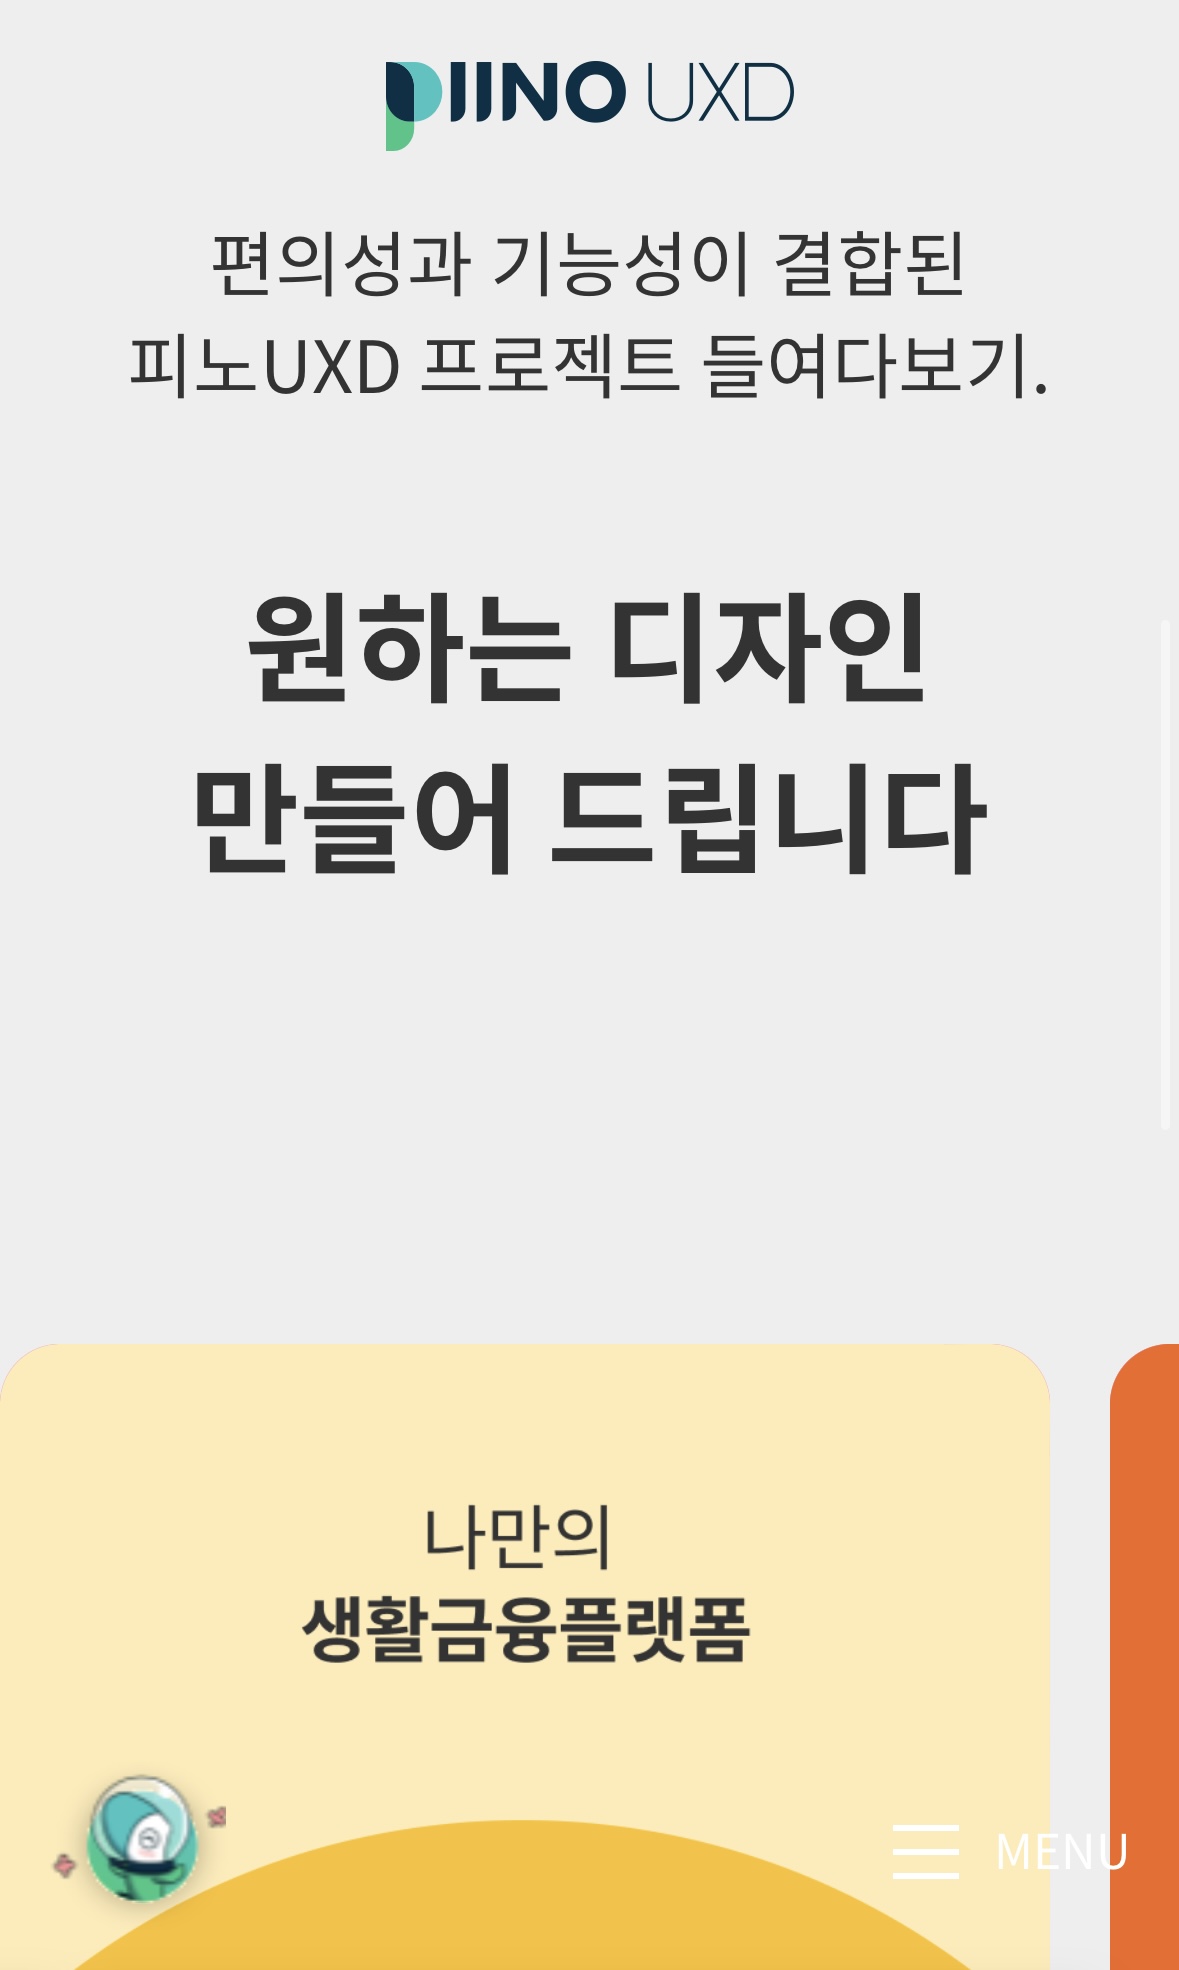 PIINO UXD
편의성과 기능성이 결합된
피노UXD 프로젝트 들여다보기.
원하는 디자인
만들어 드립니다
나만의
생활금융플랫폼
MENU